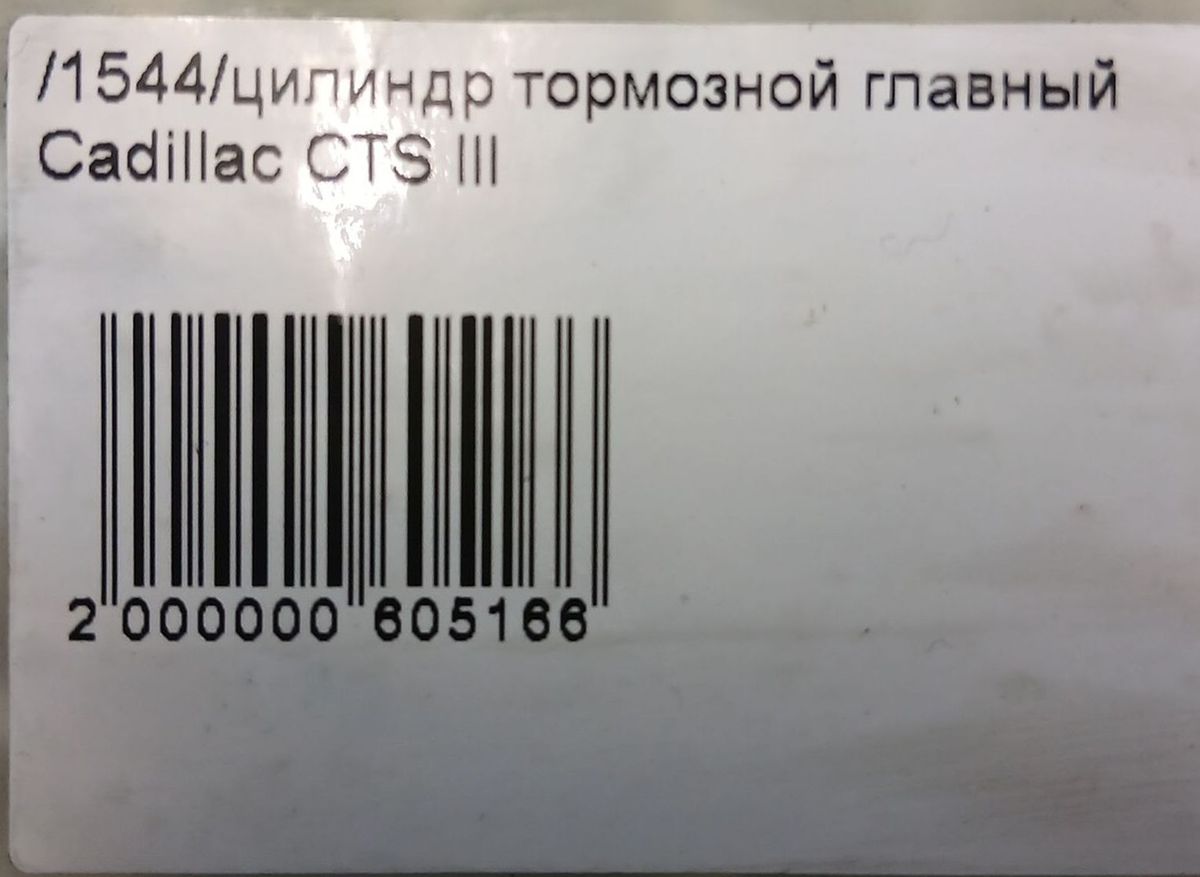 /1544/цилиндр тормозной главный
Cadillac CTS III
2 000000 605166